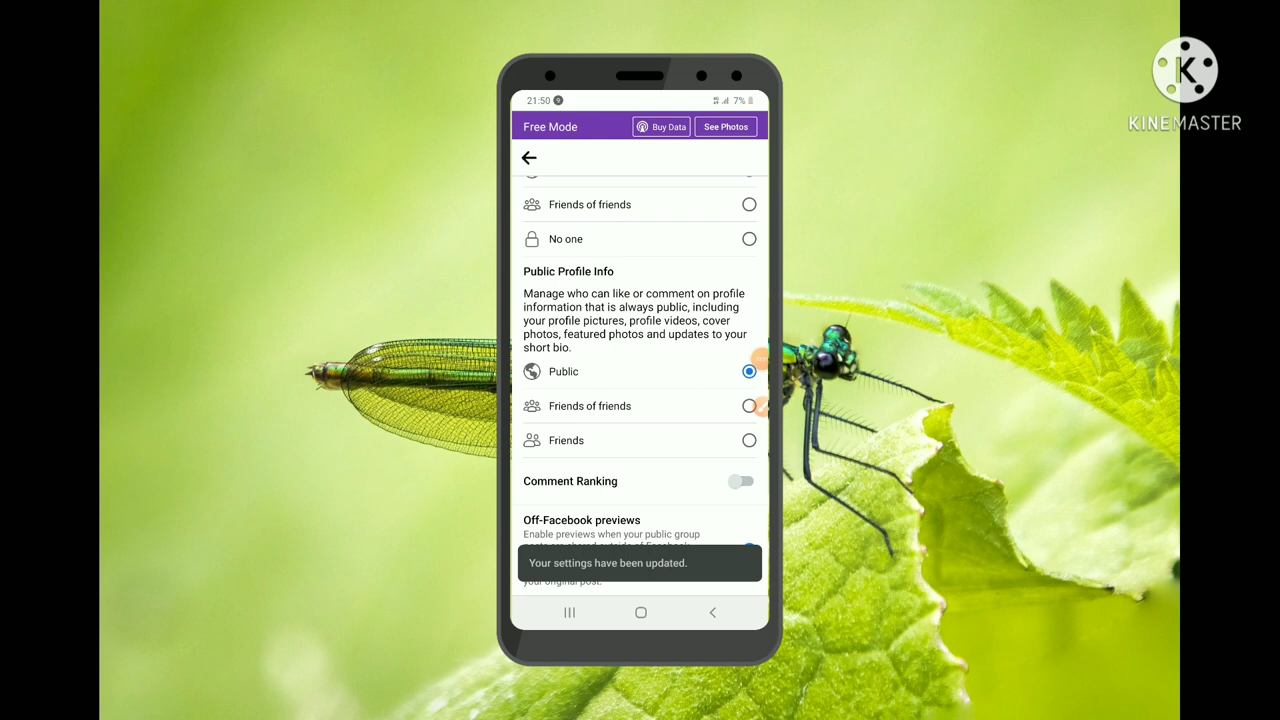 KINEMASTER
21:50
7%
Free Mode
Buy Data
See Photos
Friends of friends
No one
Public Profile Info
Manage who can like or comment on profile
information that is always public, including
your profile pictures, profile videos, cover
photos, featured photos and updates to your
short bio.
Public
Friends of friends
Friends
Comment Ranking
Off-Facebook previews
Enable previews when your public group
Your settings have been updated.
your original post.